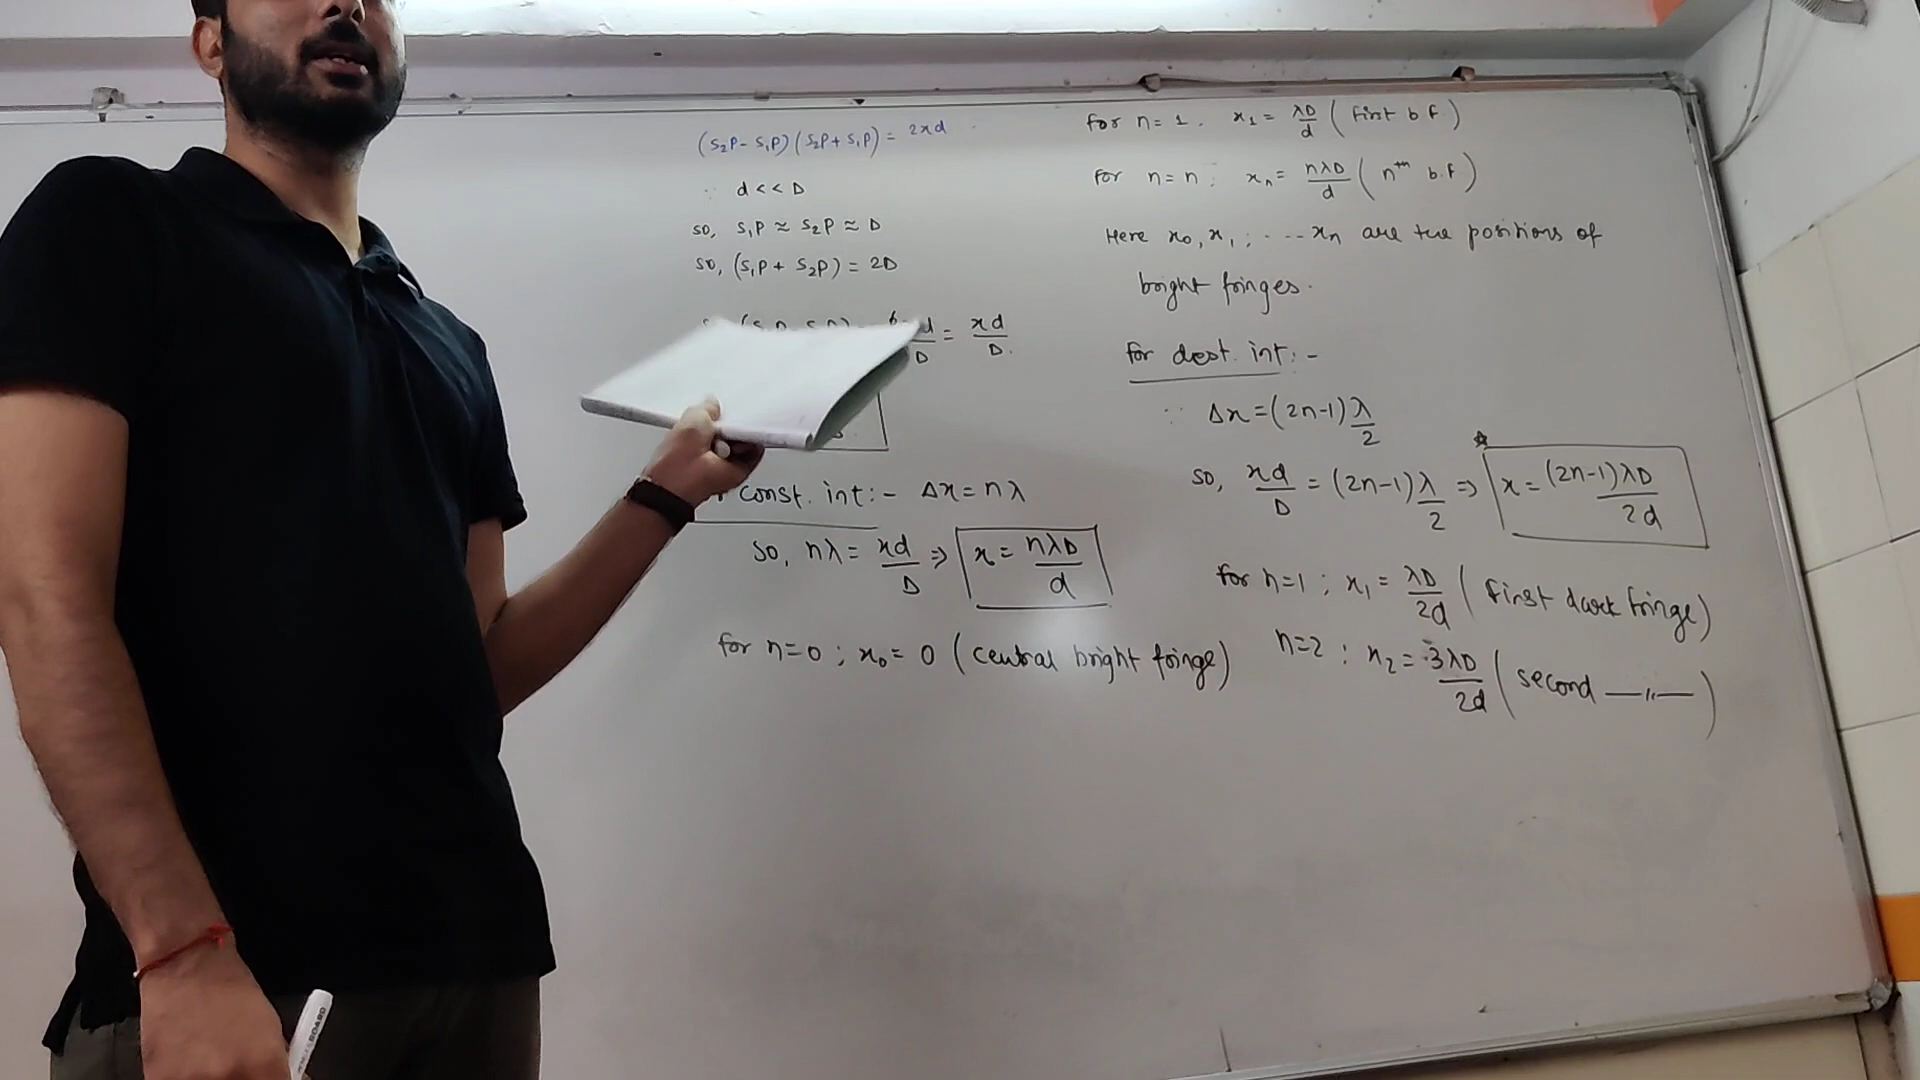 (S₂P - S₁P)(S₂P + S₁P) = 2xd
∵ d << D
so, S₁P ≈ S₂P ≈ D
so, (S₁P + S₂P) = 2D
= xd/D.
const. int:- Δx = nλ
so, nλ = xd/D ⇒ x = nλD/d
for n=0 ; x₀ = 0 (central bright fringe)
for n = 1. x₁ = λD/d (first b.f.)
for n = n ; xₙ = nλD/d (nᵗʰ b.f)
Here x₀, x₁, ; ---- xₙ are the positions of
bright fringes.
for dest. int:-
∵ Δx = (2n-1) λ/2
so, xd/D = (2n-1) λ/2 ⇒ x = (2n-1)λD/2d
for n=1 ; x₁ = λD/2d (first dark fringe)
n=2 ; x₂ = 3λD/2d (second —〃—)
BOARD